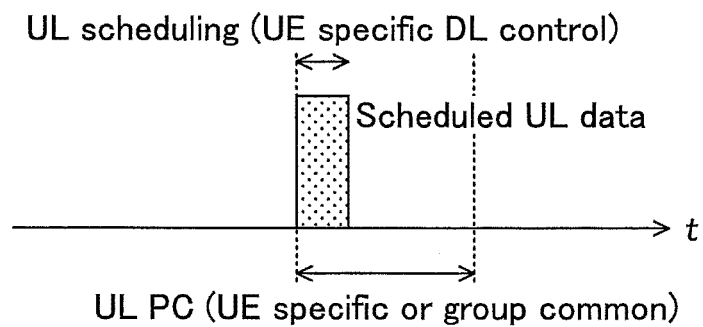 UL scheduling (UE specific DL control)
Scheduled UL data
t
UL PC (UE specific or group common)